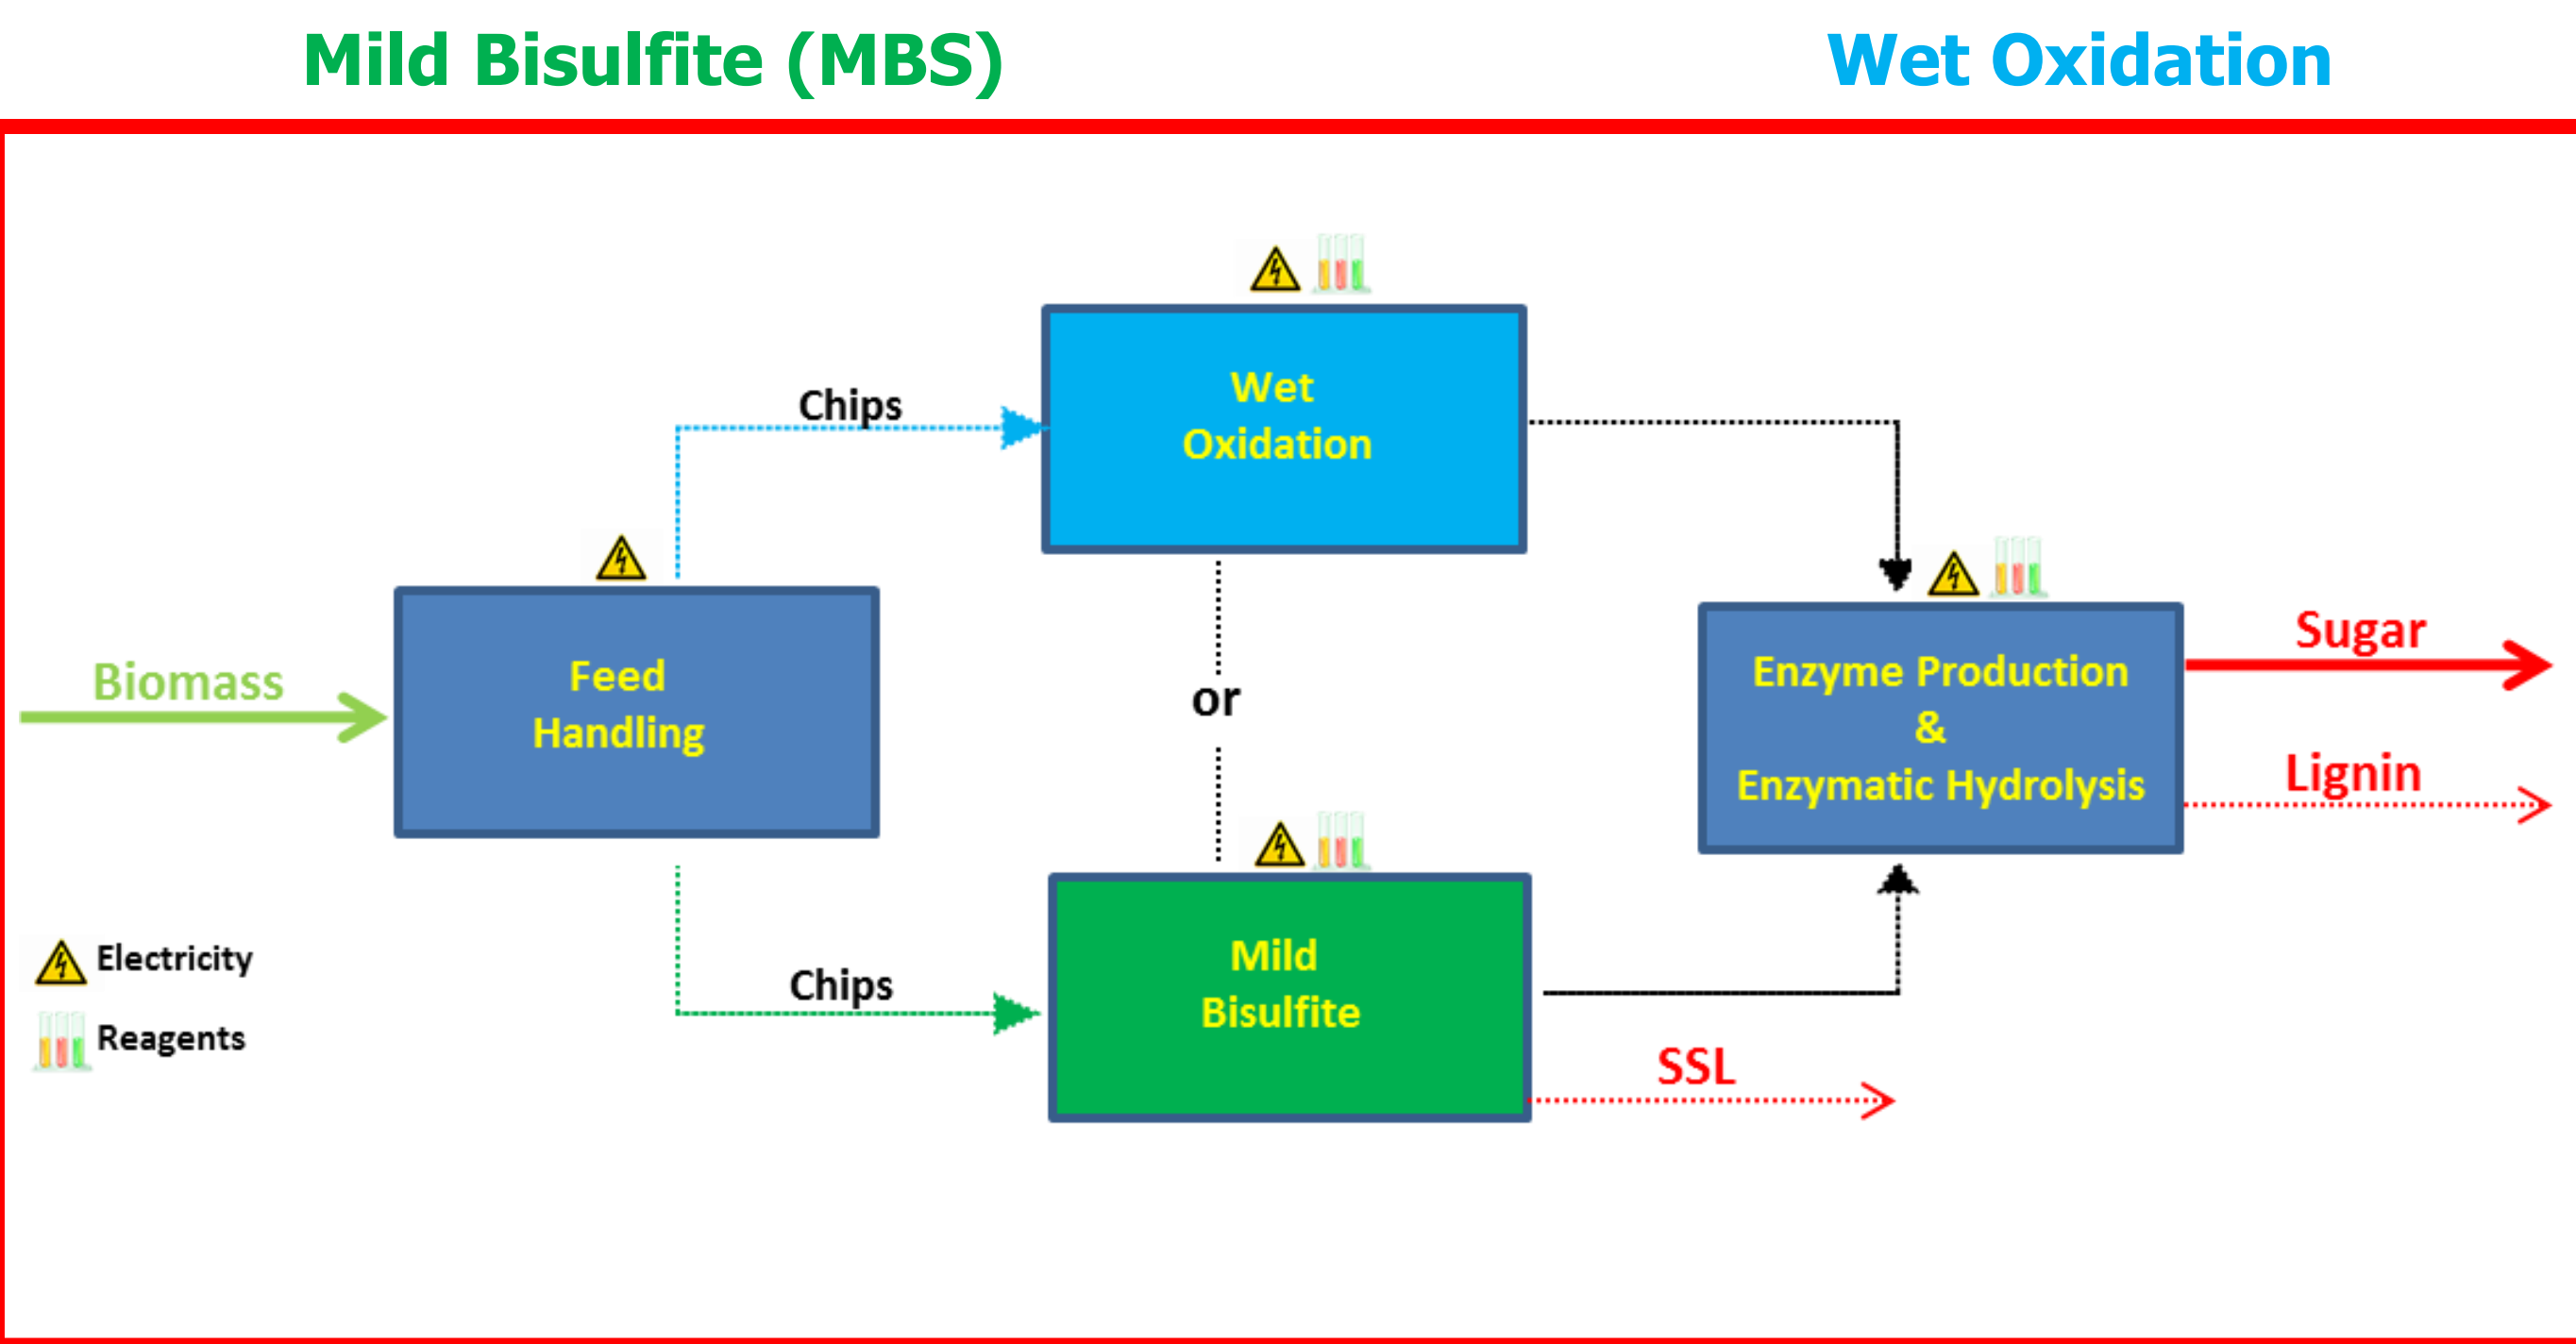 Mild Bisulfite (MBS)
Wet Oxidation
Wet
Oxidation
Chips
Biomass
Feed
Handling
or
Enzyme Production
&
Enzymatic Hydrolysis
Sugar
Lignin
Electricity
Reagents
Chips
Mild
Bisulfite
SSL